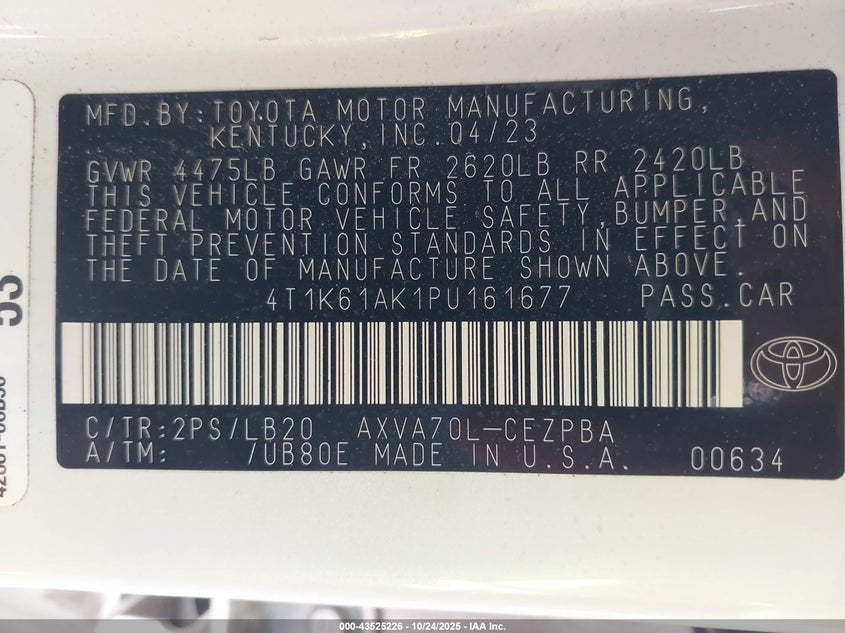 MFD.BY:TOYOTA MOTOR MANUFACTURING,
KENTUCKY,INC.04/23
GVWR 4475LB GAWR FR 2620LB RR 2420LB
THIS VEHICLE CONFORMS TO ALL APPLICABLE
FEDERAL MOTOR VEHICLE SAFETY,BUMPER,AND
THEFT PREVENTION STANDARDS IN EFFECT ON
THE DATE OF MANUFACTURE SHOWN ABOVE.
4T1K61AK1PU161677 PASS.CAR
C/TR:2PS/LB20 AXVA70L-CEZPBA
A/TM: /UB80E MADE IN U.S.A. 00634
000-43525226 - 10/24/2025 - IAA Inc.